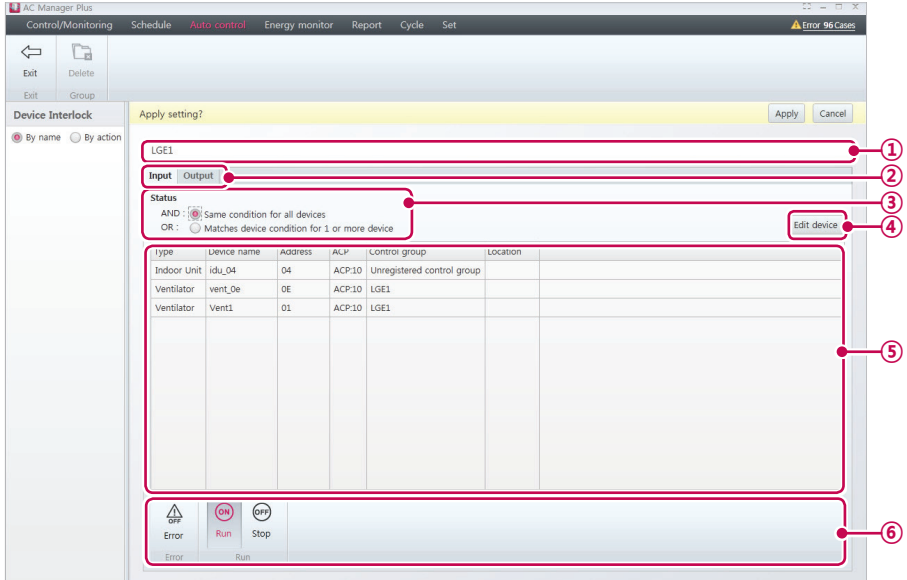 AC Manager Plus
Control/Monitoring Schedule Auto control Energy monitor Report Cycle Set Error 96 Cases
Exit Delete
Exit Group
Device Interlock
By name By action
Apply setting? Apply Cancel
LGE1
①
Input Output
②
Status
AND : Same condition for all devices
OR : Matches device condition for 1 or more device
③
Edit device
④
Type Device name Address ACP Control group Location
Indoor Unit idu_04 04 ACP:10 Unregistered control group
Ventilator vent_0e 0E ACP:10 LGE1
Ventilator Vent1 01 ACP:10 LGE1
⑤
OFF ON OFF
Error Run Stop
Error Run
⑥